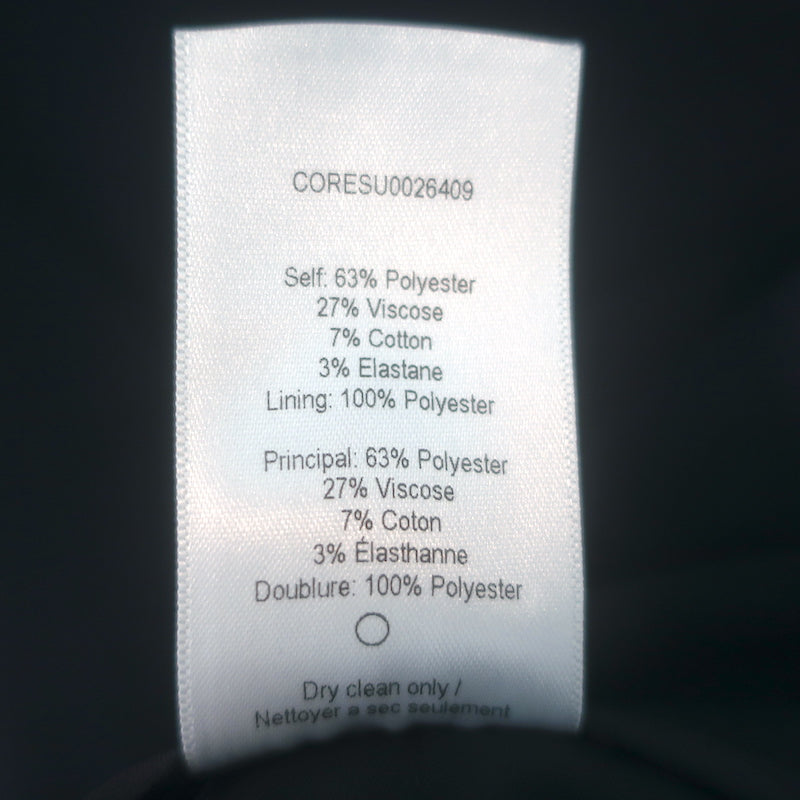 CORESU0026409
Self: 63% Polyester
27% Viscose
7% Cotton
3% Elastane
Lining: 100% Polyester
Principal: 63% Polyester
27% Viscose
7% Coton
3% Élasthanne
Doublure: 100% Polyester
Dry clean only /
Nettoyer a sec seulement